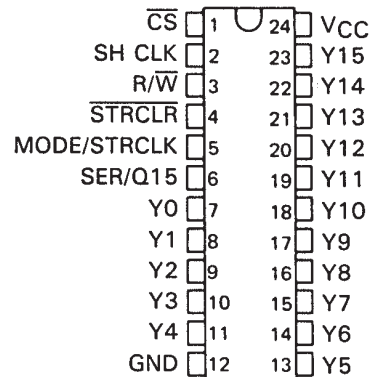 C̅S̅ 1 24 VCC
SH CLK 2 23 Y15
R/W̅ 3 22 Y14
S̅T̅R̅C̅L̅R̅ 4 21 Y13
MODE/STRCLK 5 20 Y12
SER/Q15 6 19 Y11
Y0 7 18 Y10
Y1 8 17 Y9
Y2 9 16 Y8
Y3 10 15 Y7
Y4 11 14 Y6
GND 12 13 Y5